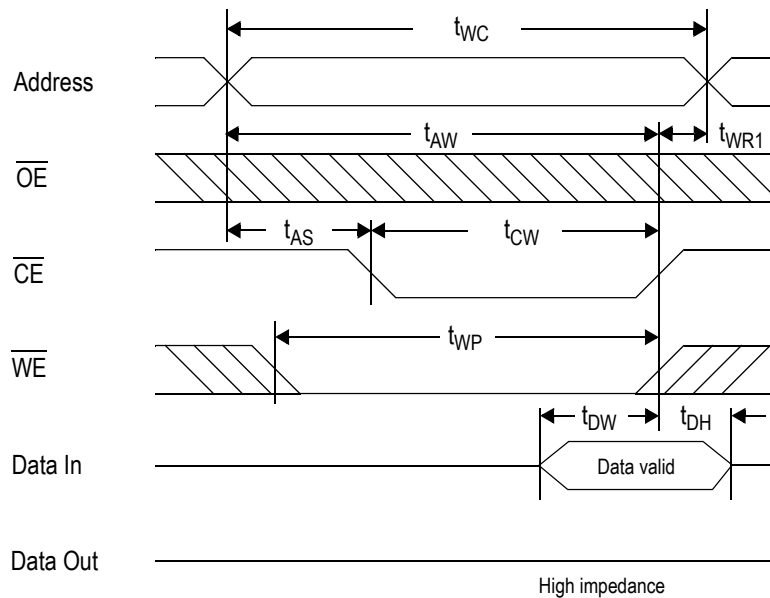 tWC
Address
tAW
tWR1
OE
tAS
tCW
CE
tWP
WE
tDW
tDH
Data In
Data valid
Data Out
High impedance